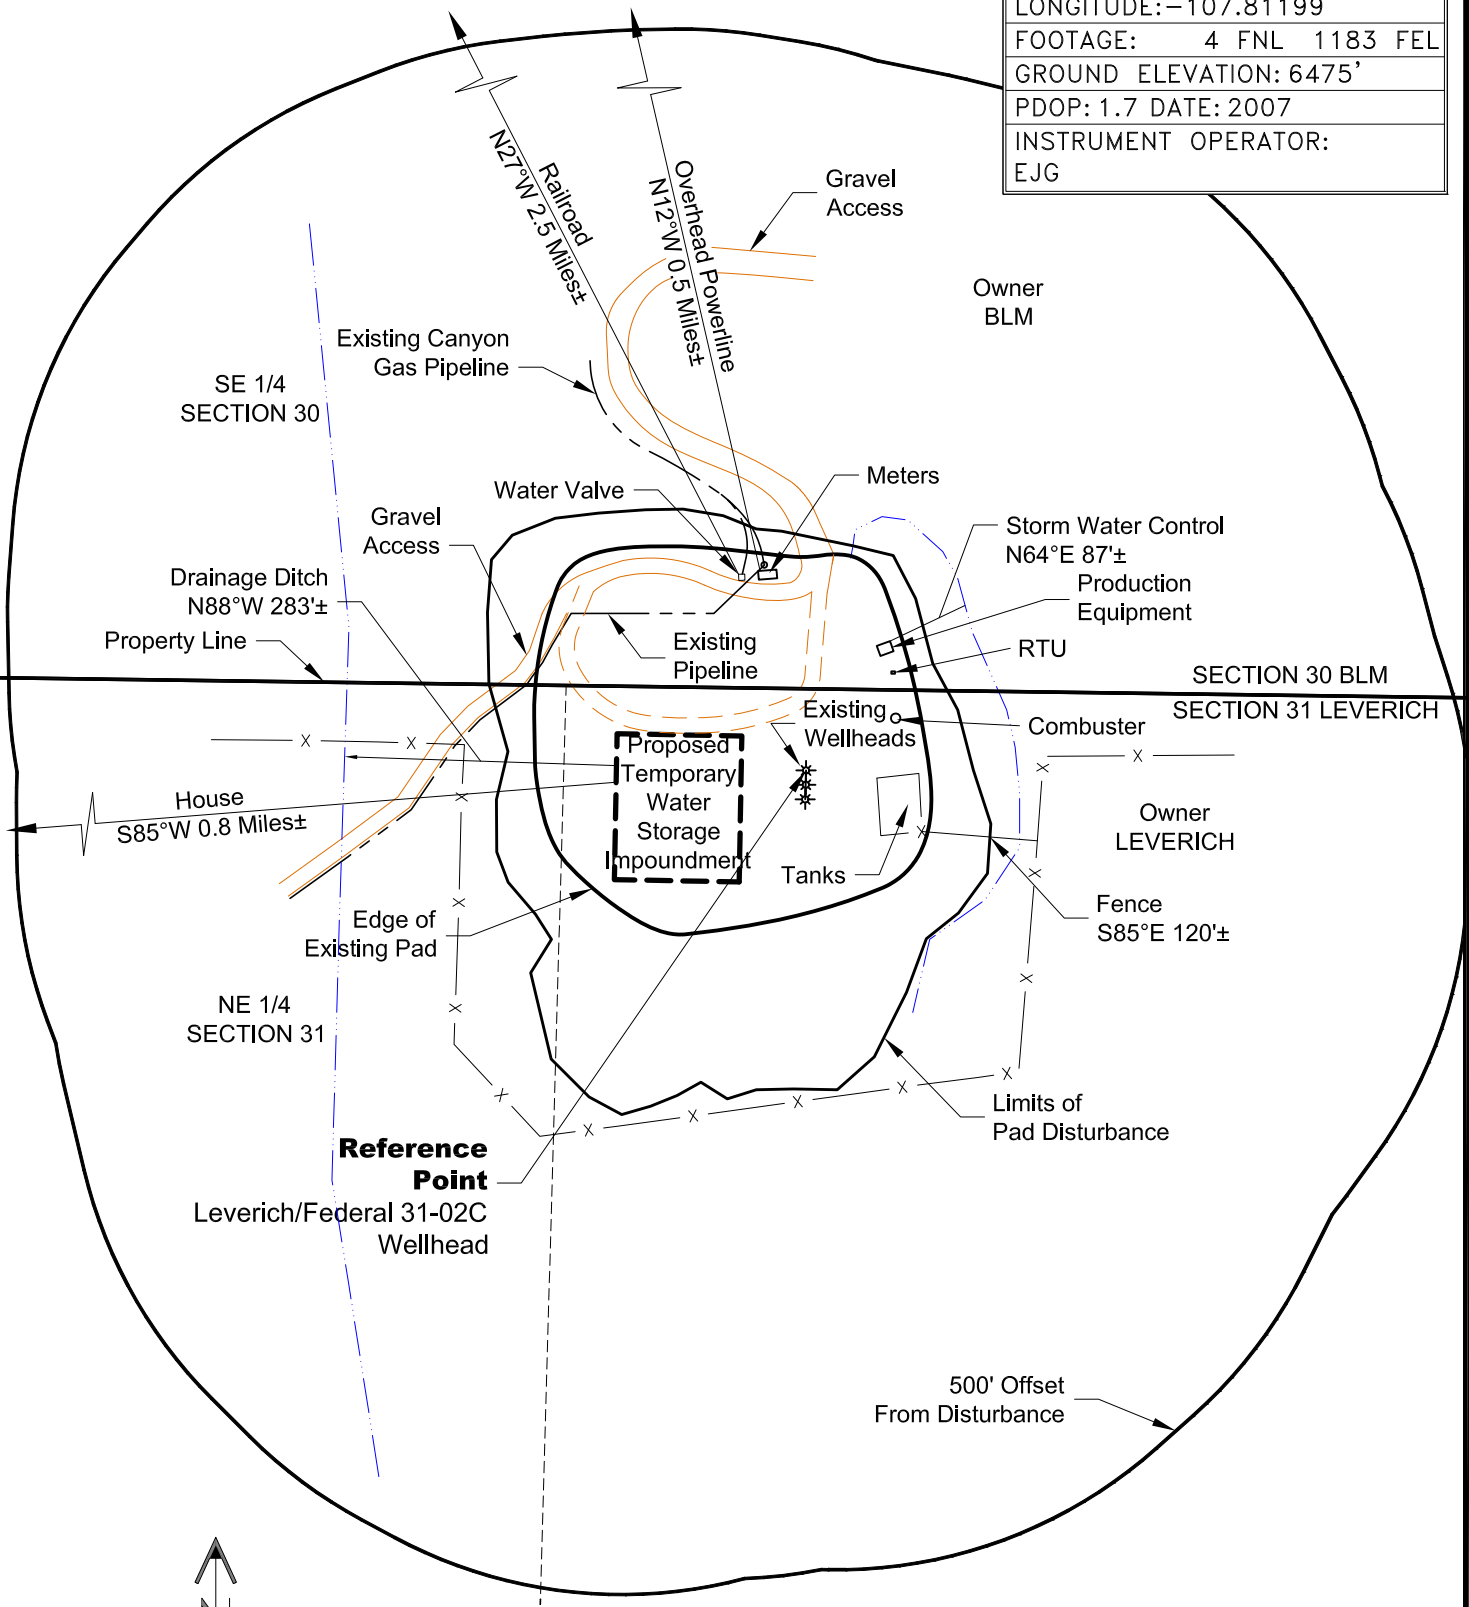 LONGITUDE:-107.81199
FOOTAGE: 4 FNL 1183 FEL
GROUND ELEVATION: 6475'
PDOP: 1.7 DATE: 2007
INSTRUMENT OPERATOR:
EJG
Railroad
N27°W 2.5 Miles±
Overhead Powerline
N12°W 0.5 Miles±
Gravel
Access
Owner
BLM
Existing Canyon
Gas Pipeline
SE 1/4
SECTION 30
Water Valve
Meters
Gravel
Access
Storm Water Control
N64°E 87'±
Drainage Ditch
N88°W 283'±
Production
Equipment
Property Line
Existing
Pipeline
RTU
SECTION 30 BLM
SECTION 31 LEVERICH
Existing
Wellheads
Combuster
Proposed
Temporary
Water
Storage
Impoundment
House
S85°W 0.8 Miles±
Owner
LEVERICH
Tanks
Edge of
Existing Pad
Fence
S85°E 120'±
NE 1/4
SECTION 31
Limits of
Pad Disturbance
Reference
Point
Leverich/Federal 31-02C
Wellhead
500' Offset
From Disturbance